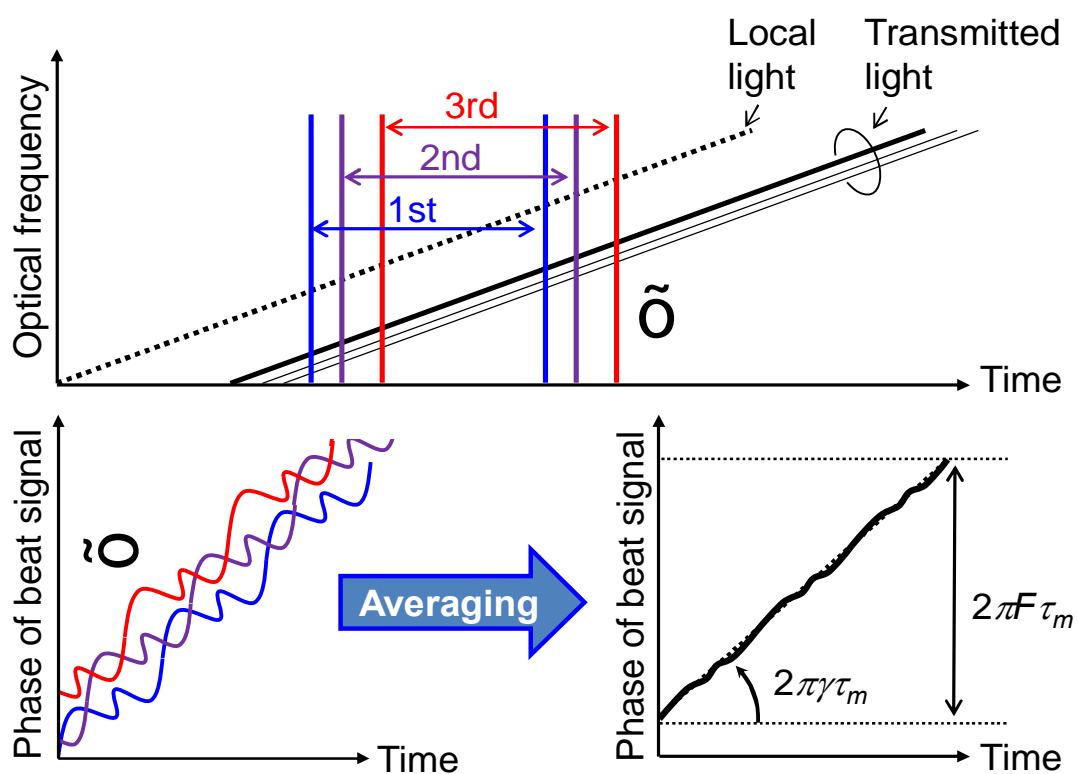 Local
light
Transmitted
light
Optical frequency
3rd
2nd
1st
õ
Time
Phase of beat signal
õ
Time
Averaging
Phase of beat signal
2πFτm
2πγτm
Time